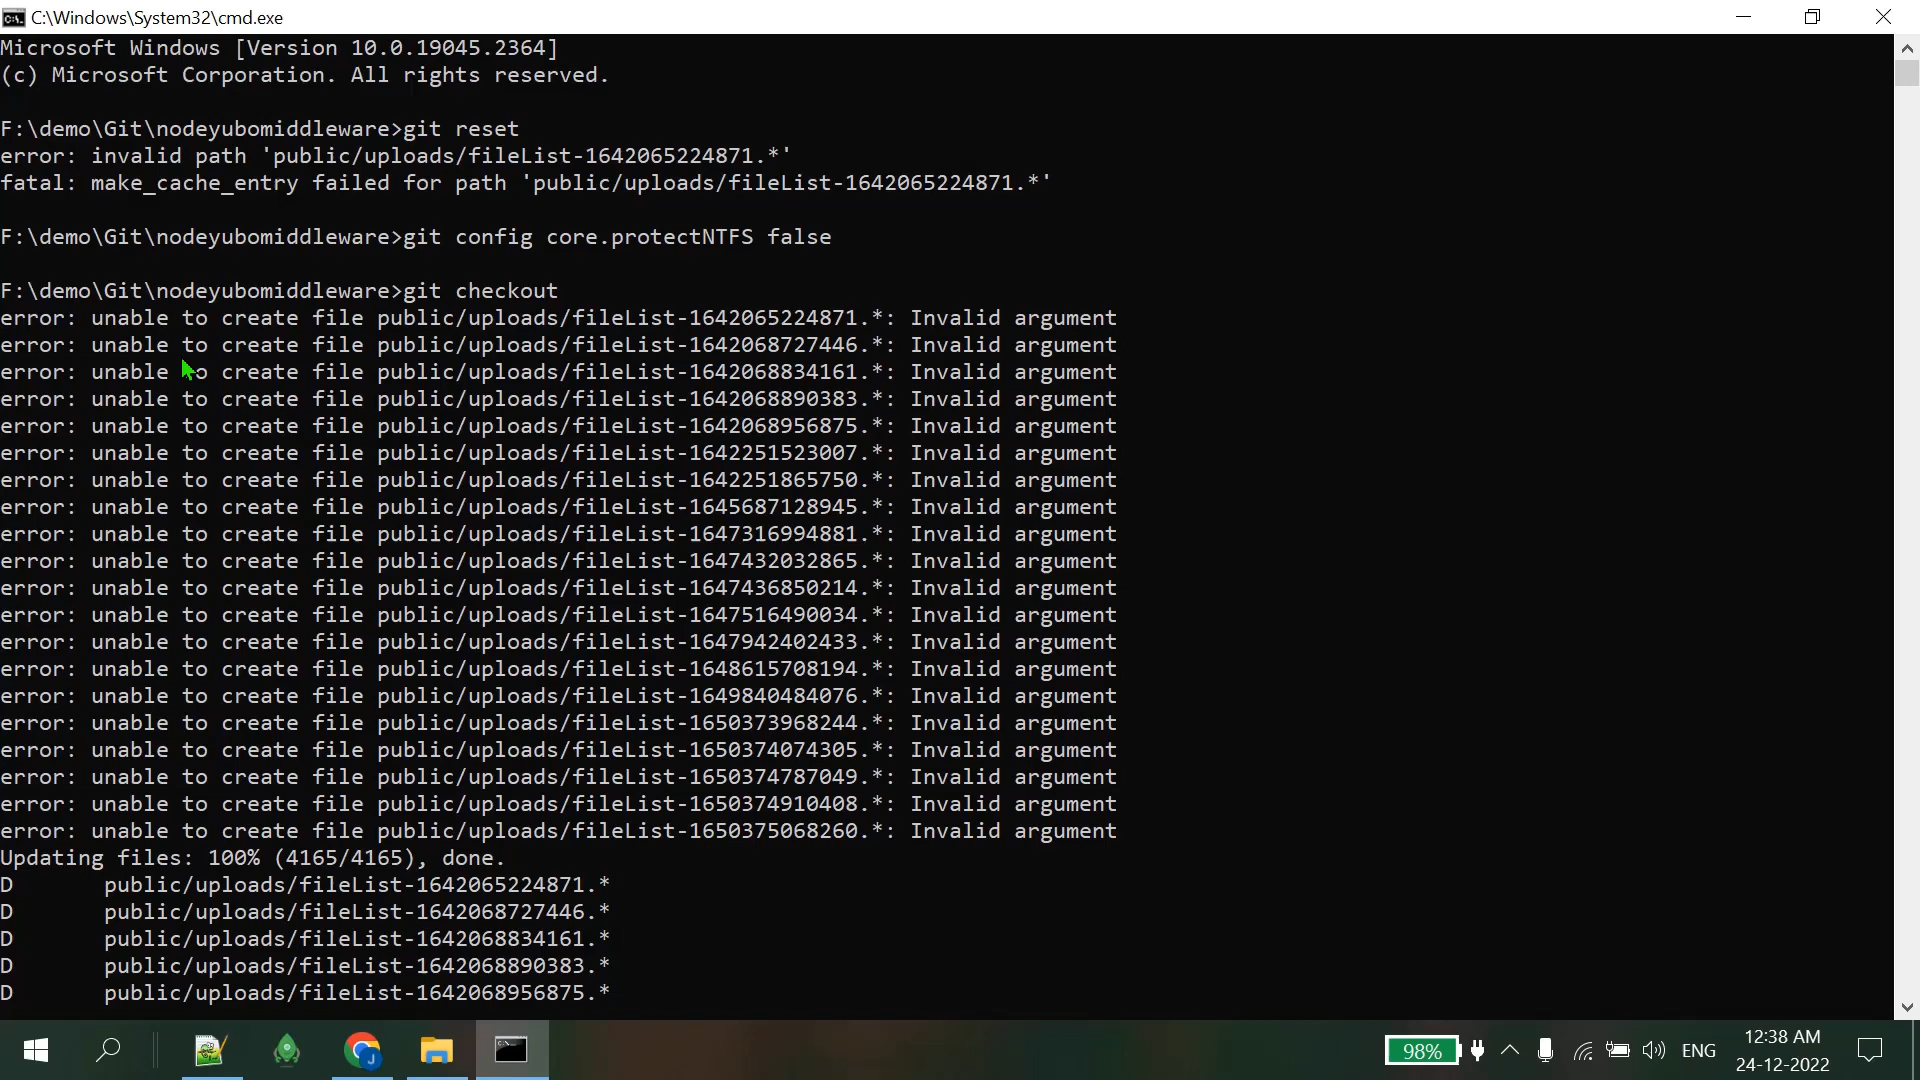 C:\Windows\System32\cmd.exe
Microsoft Windows [Version 10.0.19045.2364]
(c) Microsoft Corporation. All rights reserved.
F:\demo\Git\nodeyubomiddleware>git reset
error: invalid path 'public/uploads/fileList-1642065224871.*'
fatal: make_cache_entry failed for path 'public/uploads/fileList-1642065224871.*'
F:\demo\Git\nodeyubomiddleware>git config core.protectNTFS false
F:\demo\Git\nodeyubomiddleware>git checkout
error: unable to create file public/uploads/fileList-1642065224871.*: Invalid argument
error: unable to create file public/uploads/fileList-1642068727446.*: Invalid argument
error: unable to create file public/uploads/fileList-1642068834161.*: Invalid argument
error: unable to create file public/uploads/fileList-1642068890383.*: Invalid argument
error: unable to create file public/uploads/fileList-1642068956875.*: Invalid argument
error: unable to create file public/uploads/fileList-1642251523007.*: Invalid argument
error: unable to create file public/uploads/fileList-1642251865750.*: Invalid argument
error: unable to create file public/uploads/fileList-1645687128945.*: Invalid argument
error: unable to create file public/uploads/fileList-1647316994881.*: Invalid argument
error: unable to create file public/uploads/fileList-1647432032865.*: Invalid argument
error: unable to create file public/uploads/fileList-1647436850214.*: Invalid argument
error: unable to create file public/uploads/fileList-1647516490034.*: Invalid argument
error: unable to create file public/uploads/fileList-1647942402433.*: Invalid argument
error: unable to create file public/uploads/fileList-1648615708194.*: Invalid argument
error: unable to create file public/uploads/fileList-1649840484076.*: Invalid argument
error: unable to create file public/uploads/fileList-1650373968244.*: Invalid argument
error: unable to create file public/uploads/fileList-1650374074305.*: Invalid argument
error: unable to create file public/uploads/fileList-1650374787049.*: Invalid argument
error: unable to create file public/uploads/fileList-1650374910408.*: Invalid argument
error: unable to create file public/uploads/fileList-1650375068260.*: Invalid argument
Updating files: 100% (4165/4165), done.
D       public/uploads/fileList-1642065224871.*
D       public/uploads/fileList-1642068727446.*
D       public/uploads/fileList-1642068834161.*
D       public/uploads/fileList-1642068890383.*
D       public/uploads/fileList-1642068956875.*
98% ENG 12:38 AM
24-12-2022